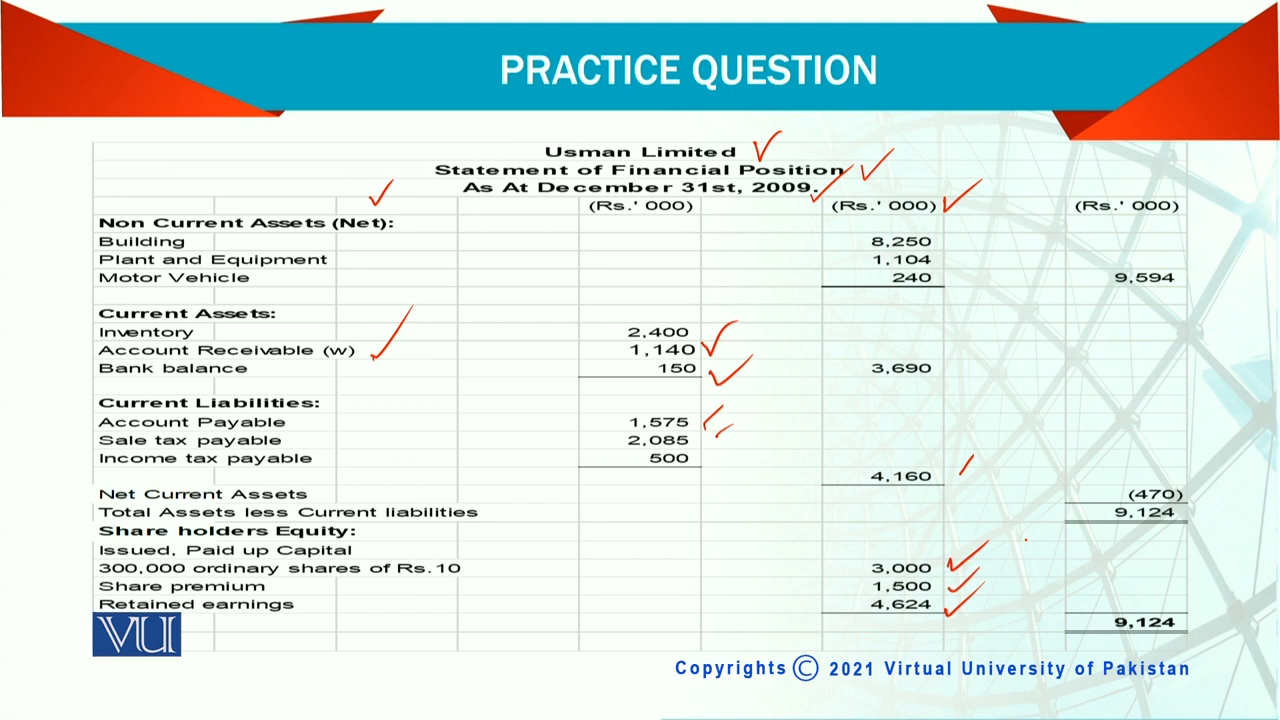 PRACTICE QUESTION
Usman Limited
Statement of Financial Position
As At December 31st, 2009.
(Rs.' 000) (Rs.' 000) (Rs.' 000)
Non Current Assets (Net):
Building 8,250
Plant and Equipment 1,104
Motor Vehicle 240 9,594
Current Assets:
Inventory 2,400
Account Receivable (w) 1,140
Bank balance 150 3,690
Current Liabilities:
Account Payable 1,575
Sale tax payable 2,085
Income tax payable 500
4,160
Net Current Assets (470)
Total Assets less Current liabilities 9,124
Share holders Equity:
Issued, Paid up Capital
300,000 ordinary shares of Rs.10 3,000
Share premium 1,500
Retained earnings 4,624
9,124
VU
Copyrights © 2021 Virtual University of Pakistan